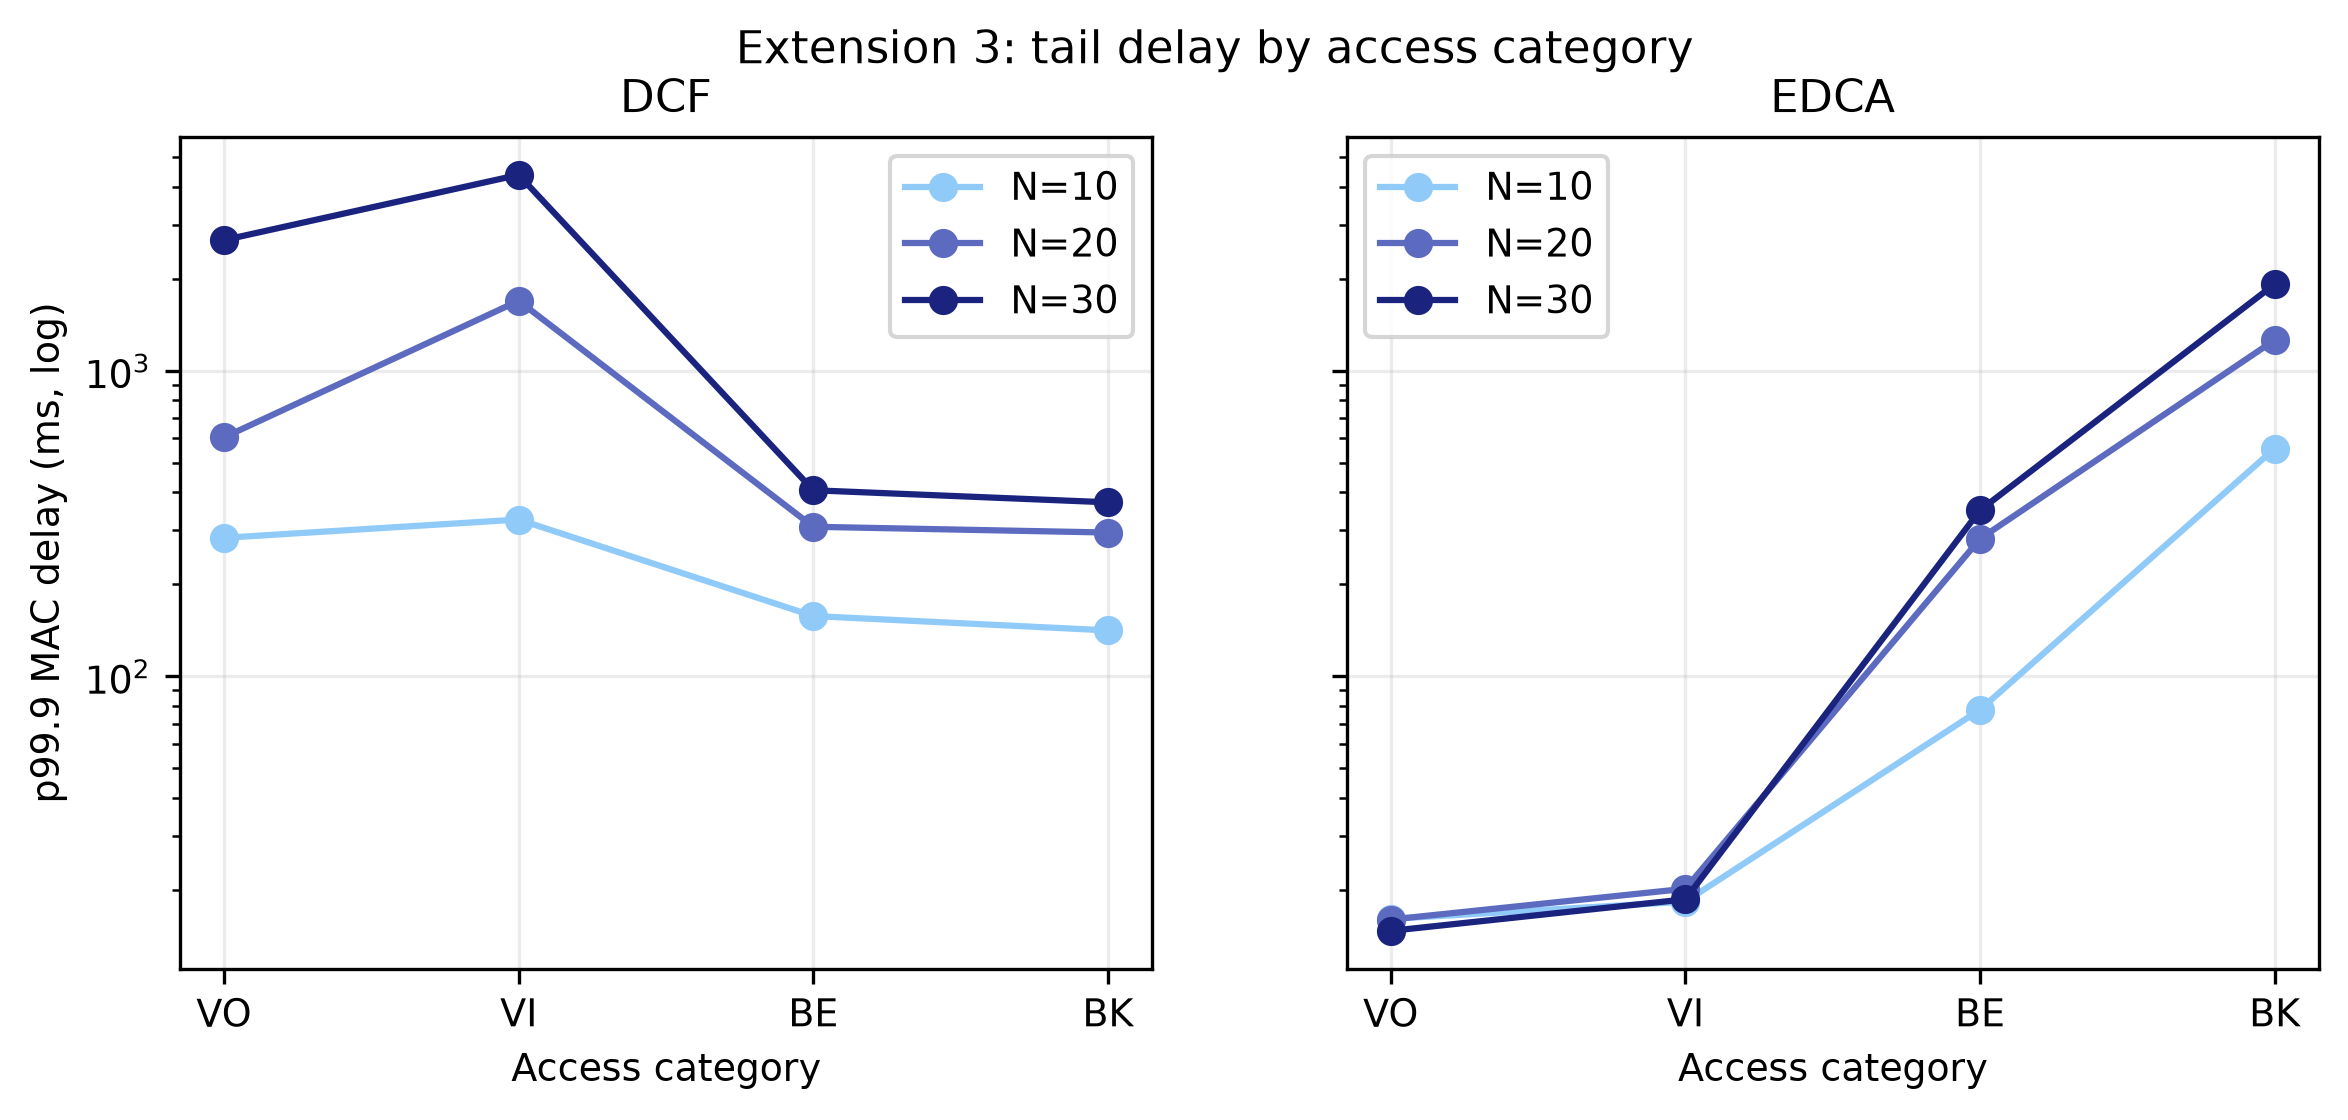 Extension 3: tail delay by access category
DCF
EDCA
p99.9 MAC delay (ms, log)
10³
10²
N=10
N=20
N=30
N=10
N=20
N=30
VO VI BE BK
VO VI BE BK
Access category
Access category